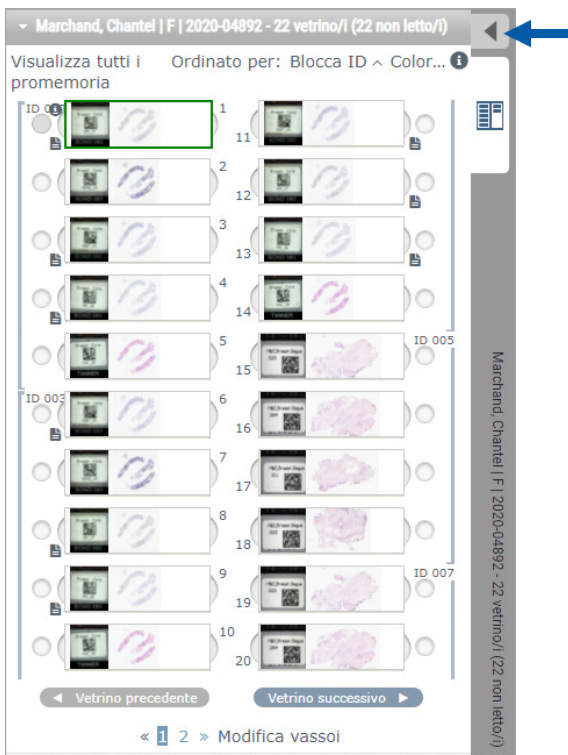 Marchand, Chantel | F | 2020-04892 - 22 vetrino/i (22 non letto/i)
Visualizza tutti i promemoria
Ordinato per: Blocca ID Color...
1
2
3
4
5
ID 003
6
7
8
9
10
11
12
13
14
ID 005
15
16
17
18
ID 007
19
20
Vetrino precedente
Vetrino successivo
« 1 2 » Modifica vassoi
Marchand, Chantel | F | 2020-04892 - 22 vetrino/i (22 non letto/i)